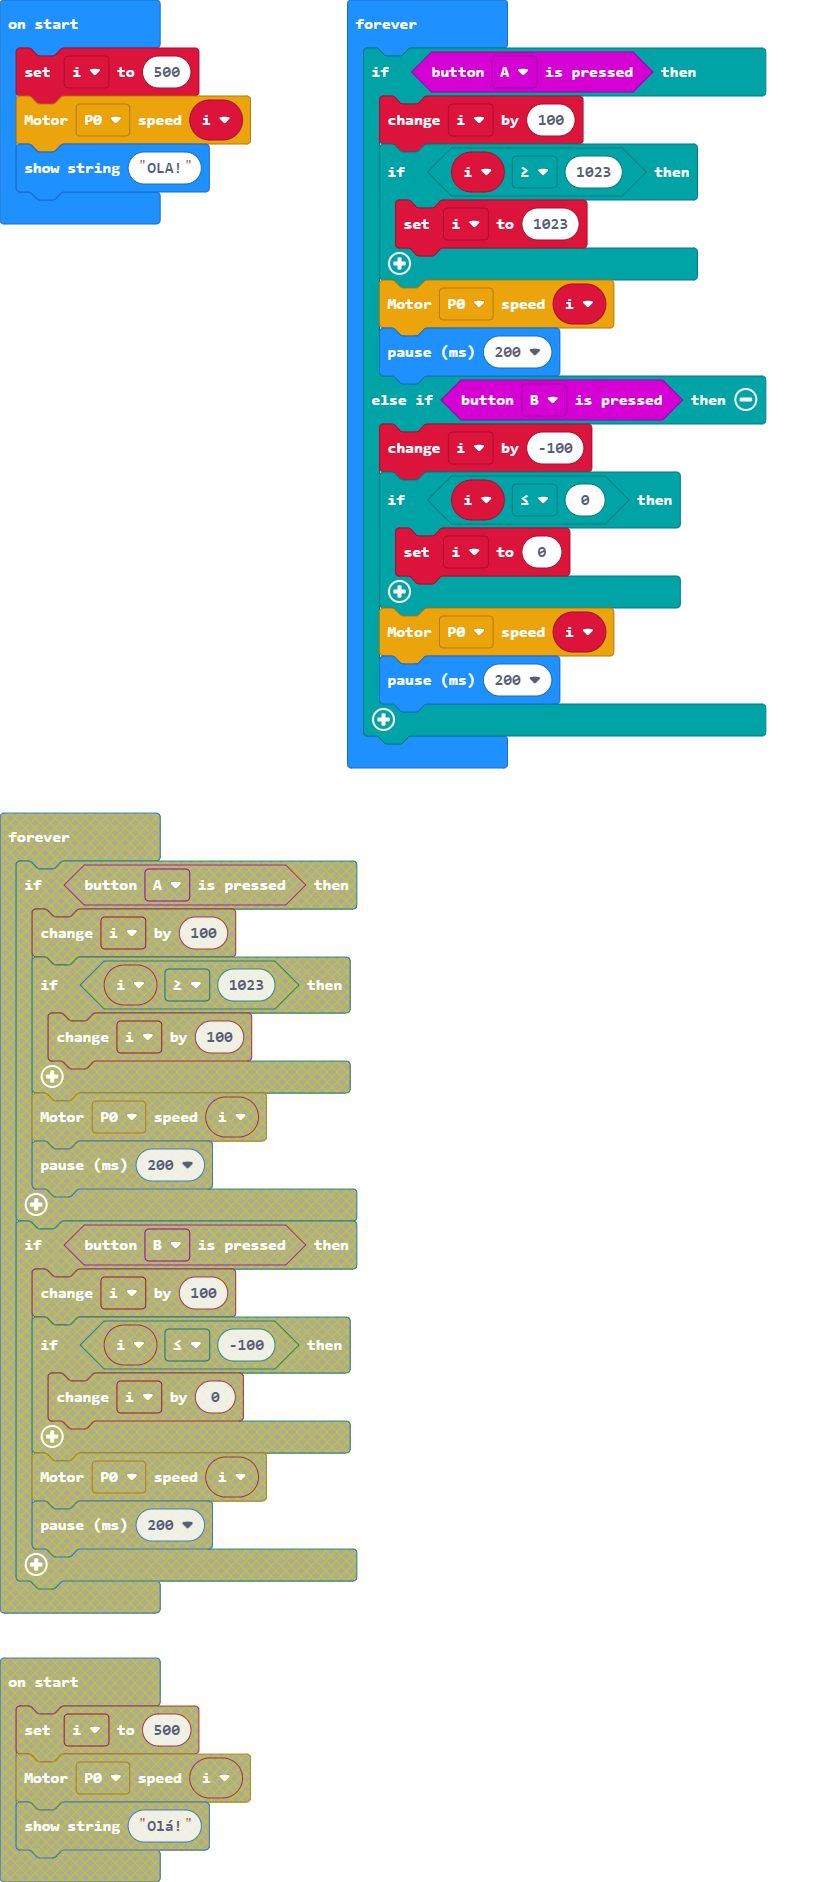 on start
set i to 500
Motor P0 speed i
show string "OLA!"
forever
if button A is pressed then
change i by 100
if i ≥ 1023 then
set i to 1023
Motor P0 speed i
pause (ms) 200
else if button B is pressed then
change i by -100
if i ≤ 0 then
set i to 0
Motor P0 speed i
pause (ms) 200
forever
if button A is pressed then
change i by 100
if i ≥ 1023 then
change i by 100
Motor P0 speed i
pause (ms) 200
if button B is pressed then
change i by 100
if i ≤ -100 then
change i by 0
Motor P0 speed i
pause (ms) 200
on start
set i to 500
Motor P0 speed i
show string "Olá!"